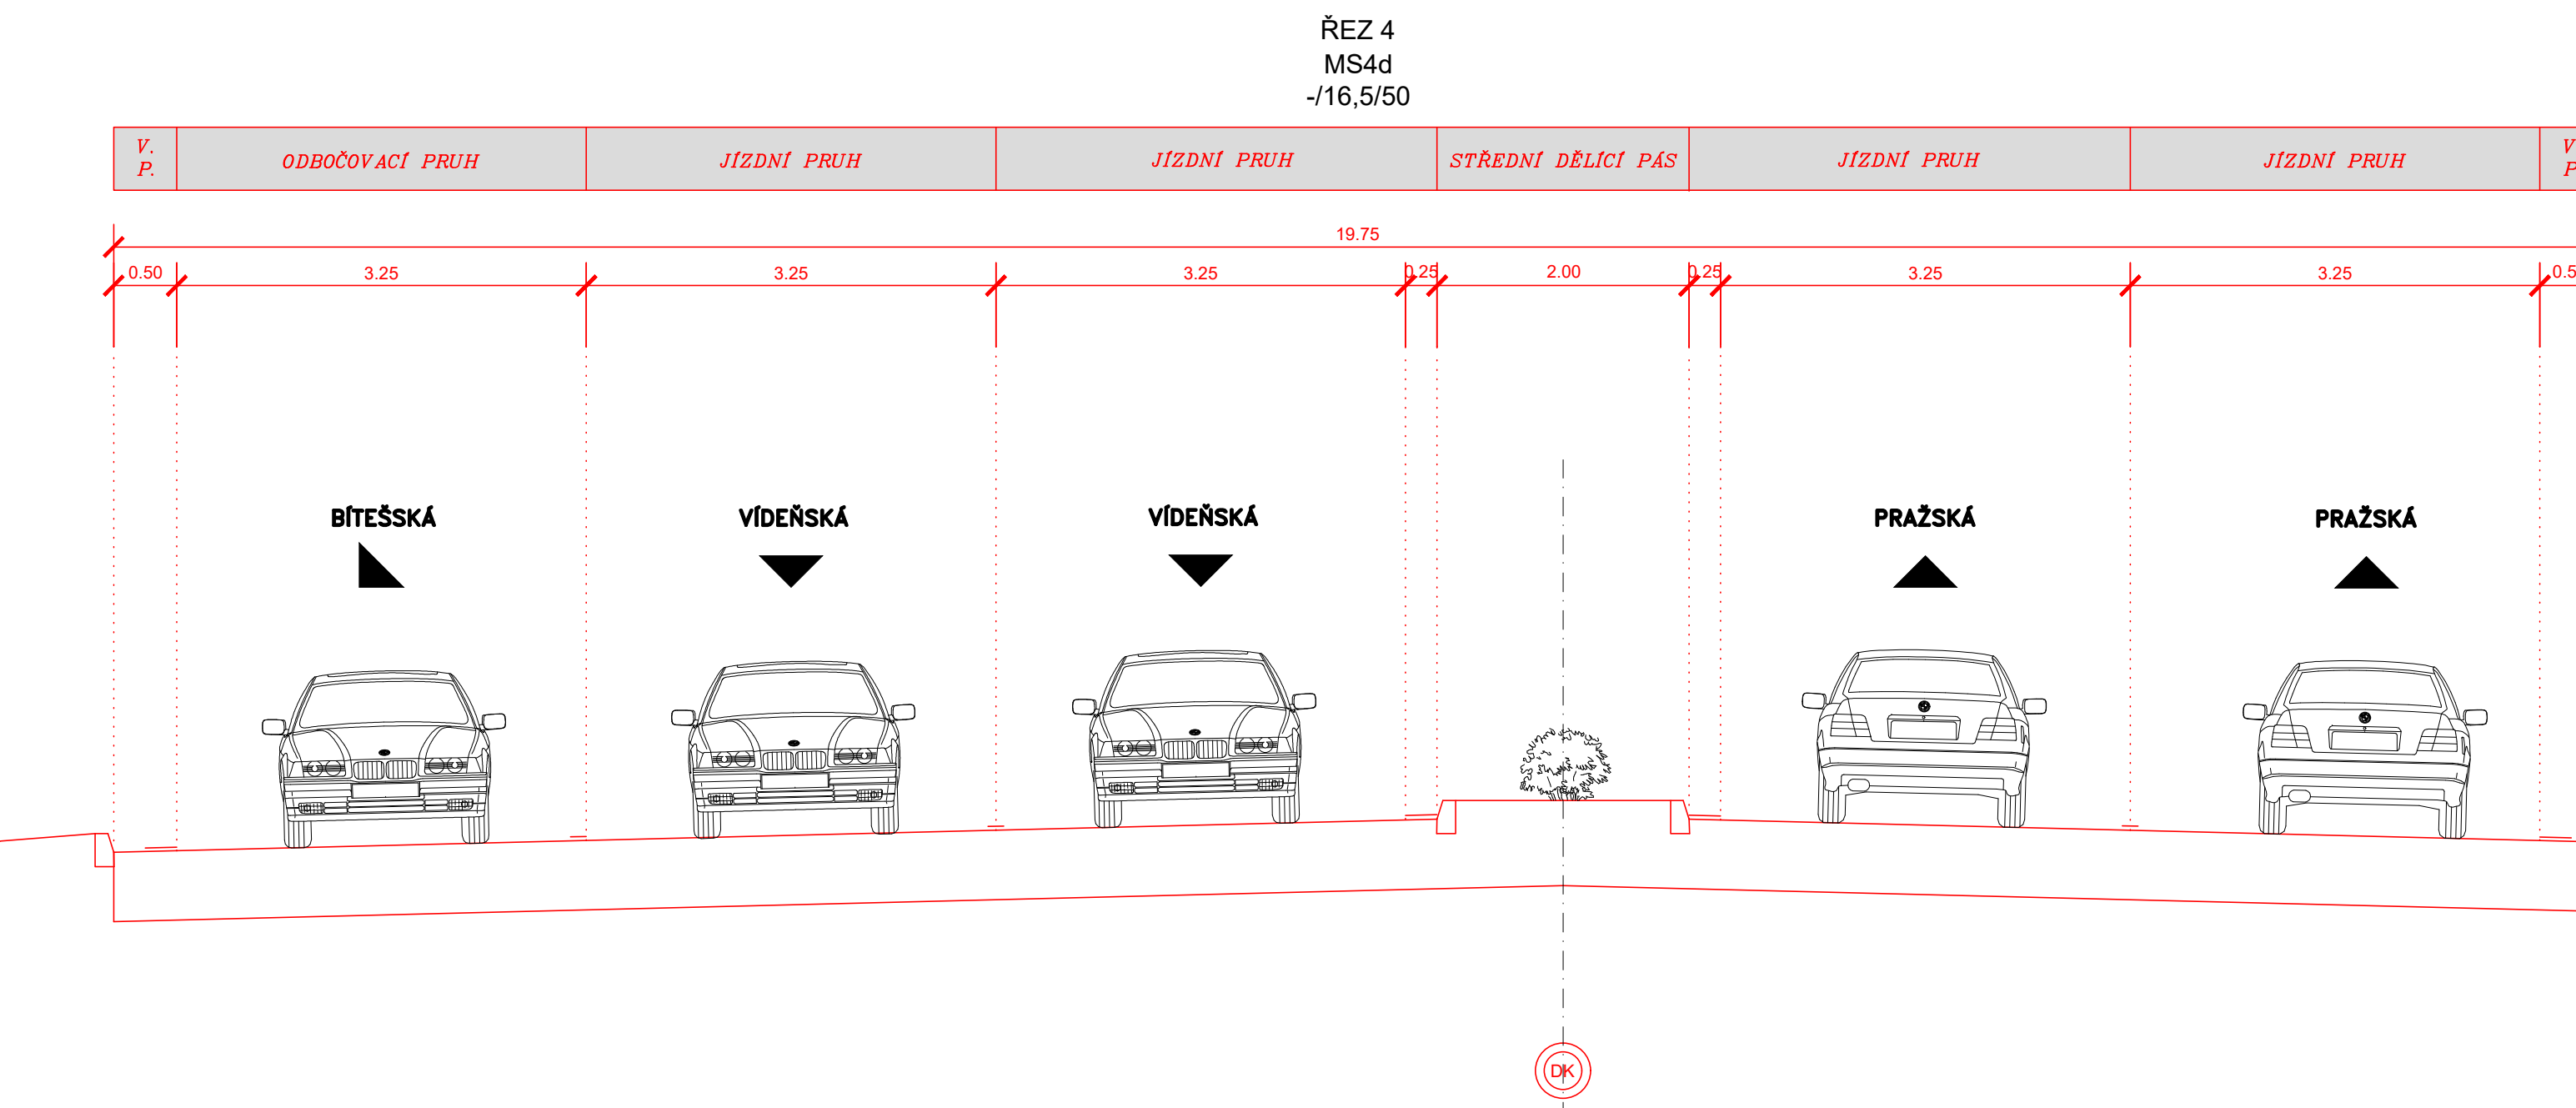 ŘEZ 4
MS4d
-/16,5/50
V. P. ODBOČOVACÍ PRUH JÍZDNÍ PRUH JÍZDNÍ PRUH STŘEDNÍ DĚLÍCÍ PÁS JÍZDNÍ PRUH JÍZDNÍ PRUH V P
19.75
0.50 3.25 3.25 3.25 0.25 2.00 0.25 3.25 3.25 0.5
BÍTEŠSKÁ VÍDEŇSKÁ VÍDEŇSKÁ PRAŽSKÁ PRAŽSKÁ
DK